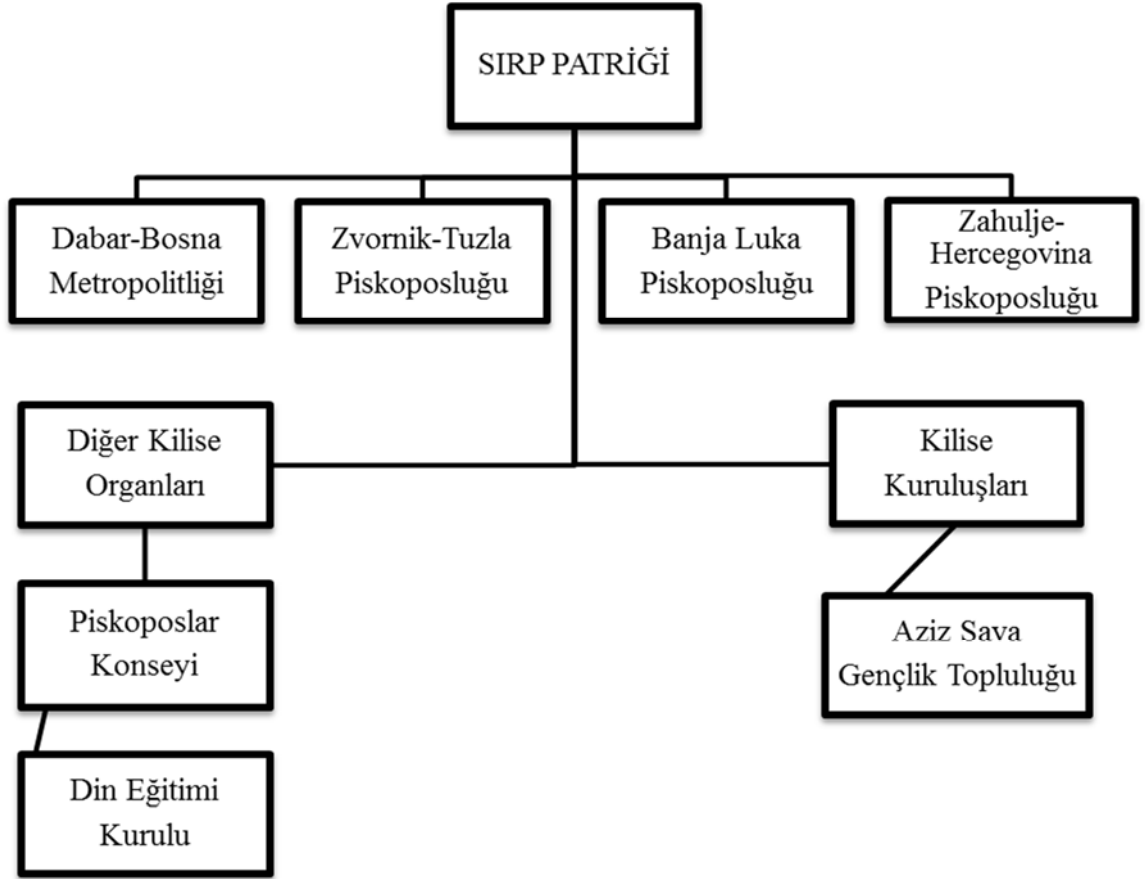 SIRP PATRİĞİ
Dabar-Bosna
Metropolitliği
Zvornik-Tuzla
Piskoposluğu
Banja Luka
Piskoposluğu
Zahulje-
Hercegovina
Piskoposluğu
Diğer Kilise
Organları
Kilise
Kuruluşları
Piskoposlar
Konseyi
Aziz Sava
Gençlik Topluluğu
Din Eğitimi
Kurulu